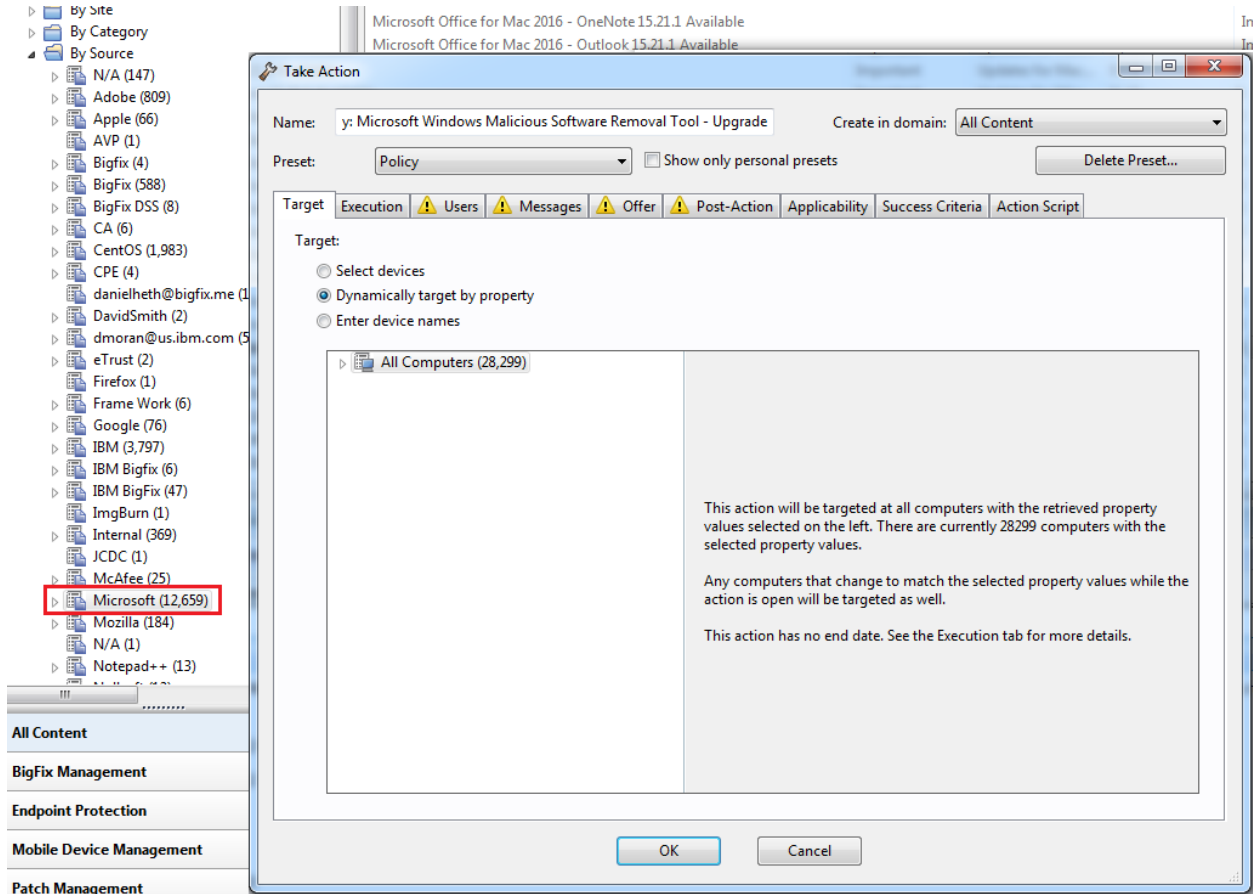 By Site
By Category
By Source
N/A (147)
Adobe (809)
Apple (66)
AVP (1)
Bigfix (4)
BigFix (588)
BigFix DSS (8)
CA (6)
CentOS (1,983)
CPE (4)
danielheth@bigfix.me (1
DavidSmith (2)
dmoran@us.ibm.com (5
eTrust (2)
Firefox (1)
Frame Work (6)
Google (76)
IBM (3,797)
IBM Bigfix (6)
IBM BigFix (47)
ImgBurn (1)
Internal (369)
JCDC (1)
McAfee (25)
Microsoft (12,659)
Mozilla (184)
N/A (1)
Notepad++ (13)
All Content
BigFix Management
Endpoint Protection
Mobile Device Management
Patch Management
Microsoft Office for Mac 2016 - OneNote 15.21.1 Available
Microsoft Office for Mac 2016 - Outlook 15.21.1 Available
Take Action
Name: y: Microsoft Windows Malicious Software Removal Tool - Upgrade Create in domain: All Content
Preset: Policy Show only personal presets Delete Preset...
Target Execution Users Messages Offer Post-Action Applicability Success Criteria Action Script
Target:
Select devices
Dynamically target by property
Enter device names
All Computers (28,299)
This action will be targeted at all computers with the retrieved property
values selected on the left. There are currently 28299 computers with the
selected property values.
Any computers that change to match the selected property values while the
action is open will be targeted as well.
This action has no end date. See the Execution tab for more details.
OK Cancel